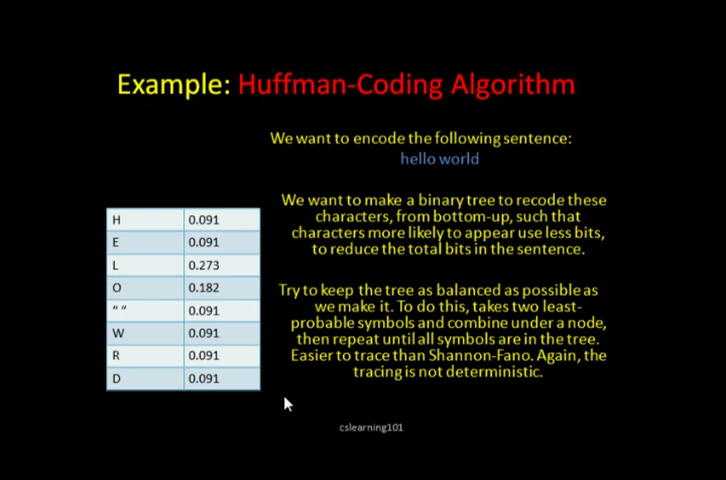 Example: Huffman-Coding Algorithm
We want to encode the following sentence:
hello world
We want to make a binary tree to recode these
characters, from bottom-up, such that
characters more likely to appear use less bits,
to reduce the total bits in the sentence.
Try to keep the tree as balanced as possible as
we make it. To do this, takes two least-
probable symbols and combine under a node,
then repeat until all symbols are in the tree.
Easier to trace than Shannon-Fano. Again, the
tracing is not deterministic.
H 0.091
E 0.091
L 0.273
O 0.182
“ “ 0.091
W 0.091
R 0.091
D 0.091
cslearning101